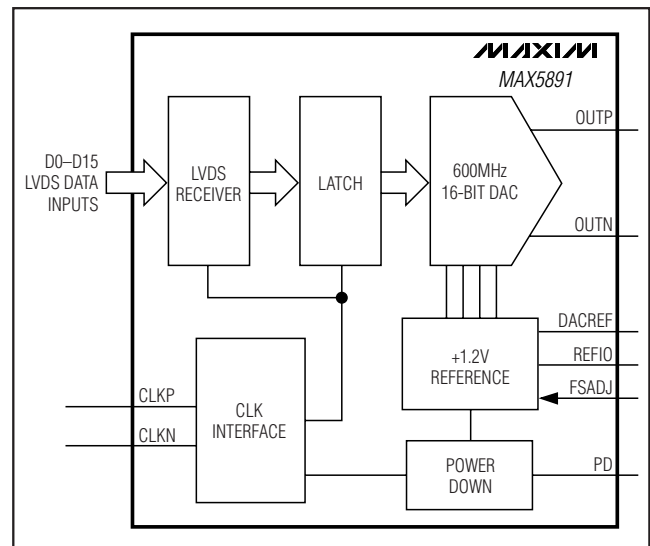 MAXIM
MAX5891
OUTP
D0–D15
LVDS DATA
INPUTS
LVDS
RECEIVER
LATCH
600MHz
16-BIT DAC
OUTN
DACREF
+1.2V
REFERENCE
REFIO
FSADJ
CLKP
CLK
INTERFACE
CLKN
POWER
DOWN
PD